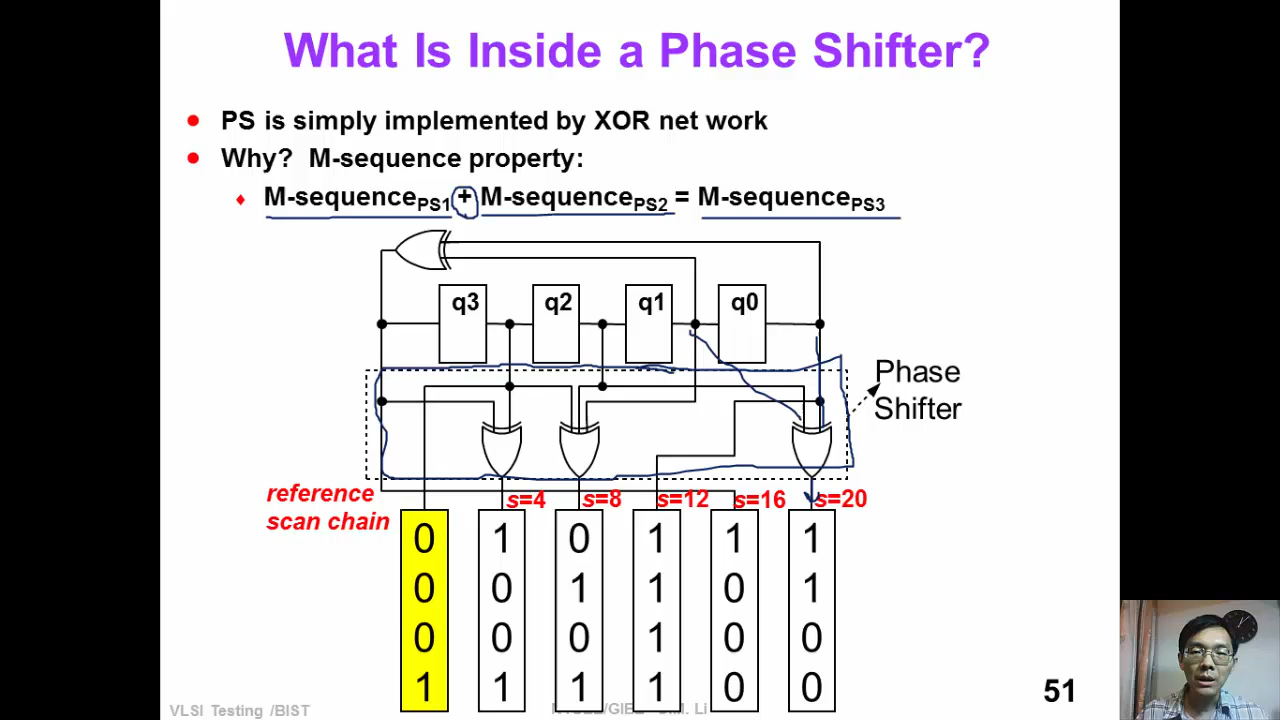 What Is Inside a Phase Shifter?
PS is simply implemented by XOR net work
Why? M-sequence property:
M-sequencePS1 + M-sequencePS2 = M-sequencePS3
q3 q2 q1 q0
Phase
Shifter
reference
scan chain
s=4 s=8 s=12 s=16 s=20
0 1 0 1 1 1
0 0 1 1 0 1
0 0 0 1 0 0
1 1 1 1 0 0
51
VLSI Testing /BIST